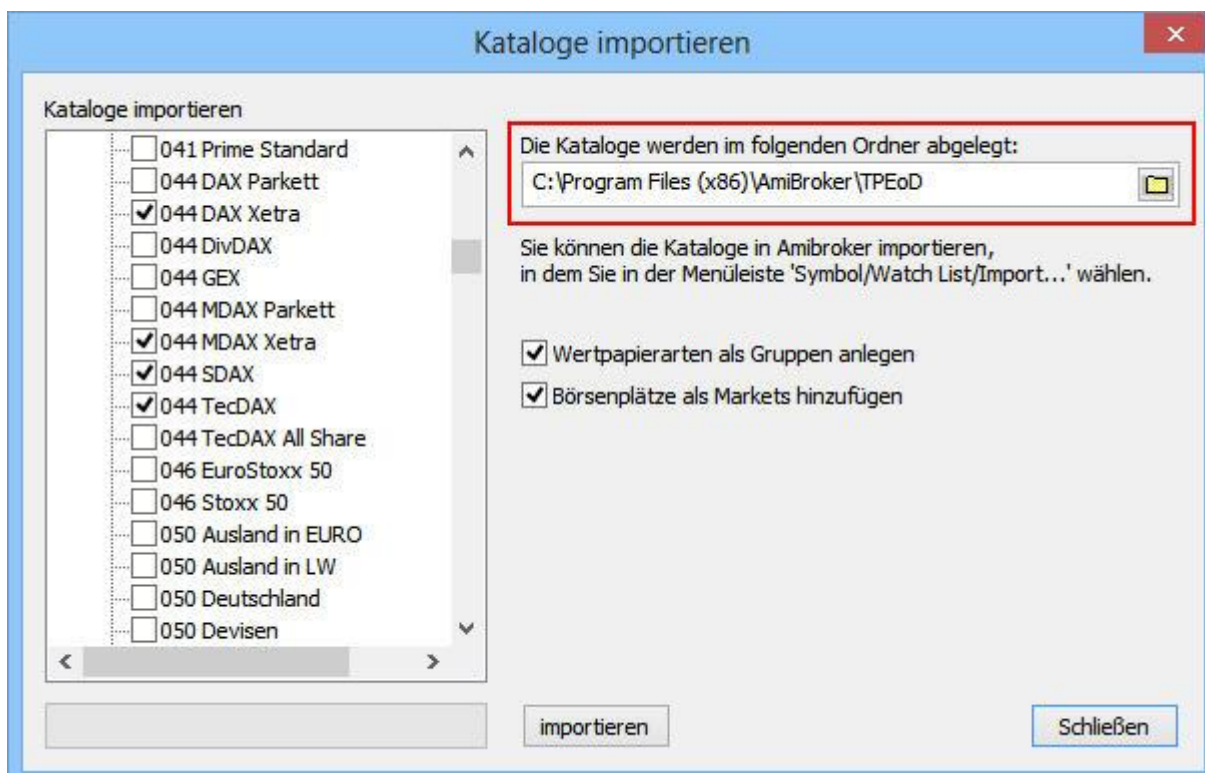 Kataloge importieren
Kataloge importieren
041 Prime Standard
044 DAX Parkett
044 DAX Xetra
044 DivDAX
044 GEX
044 MDAX Parkett
044 MDAX Xetra
044 SDAX
044 TecDAX
044 TecDAX All Share
046 EuroStoxx 50
046 Stoxx 50
050 Ausland in EURO
050 Ausland in LW
050 Deutschland
050 Devisen
Die Kataloge werden im folgenden Ordner abgelegt:
C:\Program Files (x86)\AmiBroker\TPEoD
Sie können die Kataloge in Amibroker importieren,
in dem Sie in der Menüleiste 'Symbol/Watch List/Import...' wählen.
Wertpapierarten als Gruppen anlegen
Börsenplätze als Markets hinzufügen
importieren
Schließen